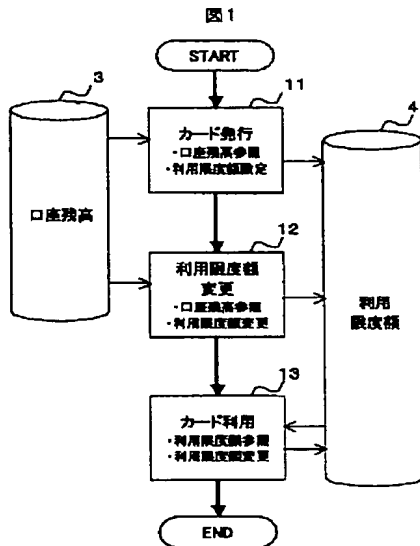 図1
START
3
11
4
カード発行
・口座残高参照
・利用限度額設定
口座残高
12
利用限度額
変更
・口座残高参照
・利用限度額変更
利用
限度額
13
カード利用
・利用限度額参照
・利用限度額変更
END